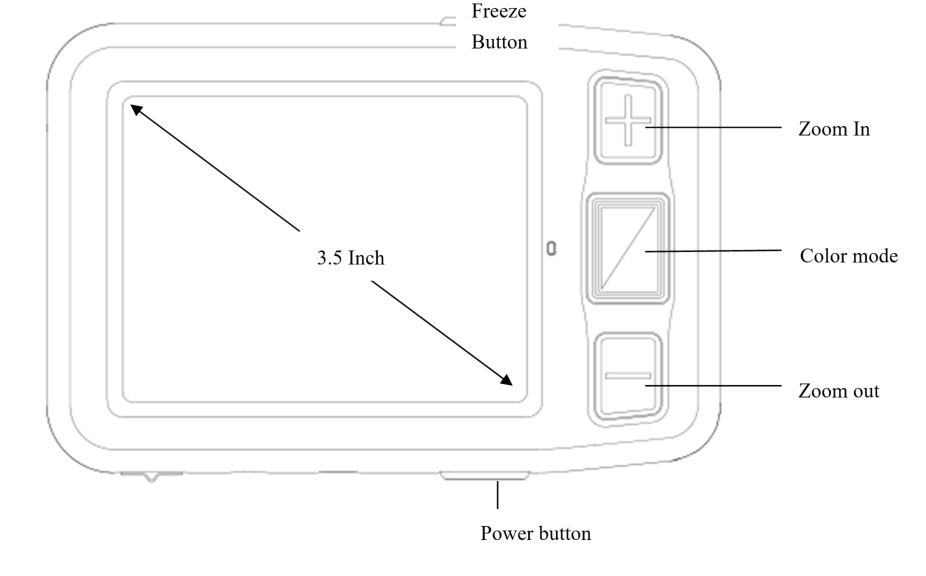 Freeze
Button
Zoom In
3.5 Inch
Color mode
Zoom out
Power button